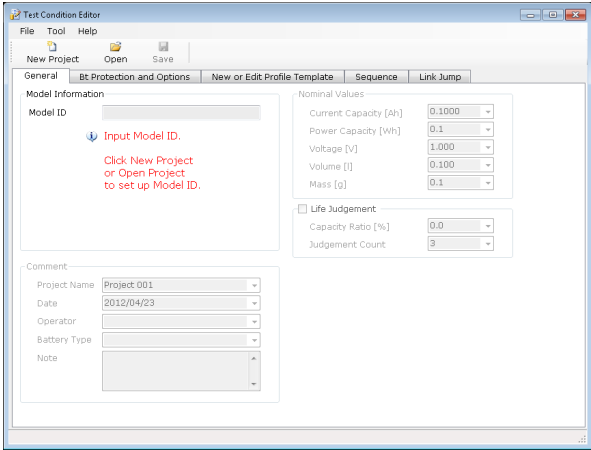 Test Condition Editor
File Tool Help
New Project Open Save
General Bt Protection and Options New or Edit Profile Template Sequence Link Jump
Model Information
Model ID
Input Model ID.
Click New Project
or Open Project
to set up Model ID.
Nominal Values
Current Capacity [Ah] 0.1000
Power Capacity [Wh] 0.1
Voltage [V] 1.000
Volume [l] 0.100
Mass [g] 0.1
Life Judgement
Capacity Ratio [%] 0.0
Judgement Count 3
Comment
Project Name Project 001
Date 2012/04/23
Operator
Battery Type
Note